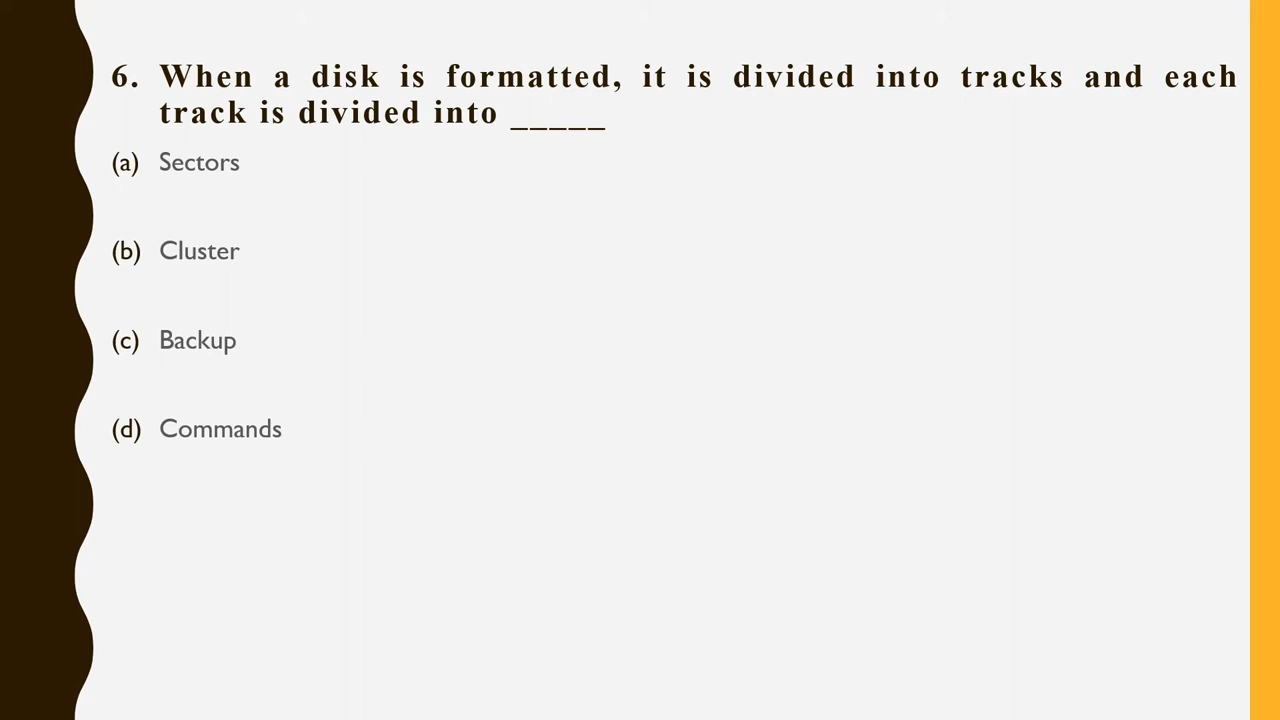 6. When a disk is formatted, it is divided into tracks and each
track is divided into _____
(a) Sectors
(b) Cluster
(c) Backup
(d) Commands